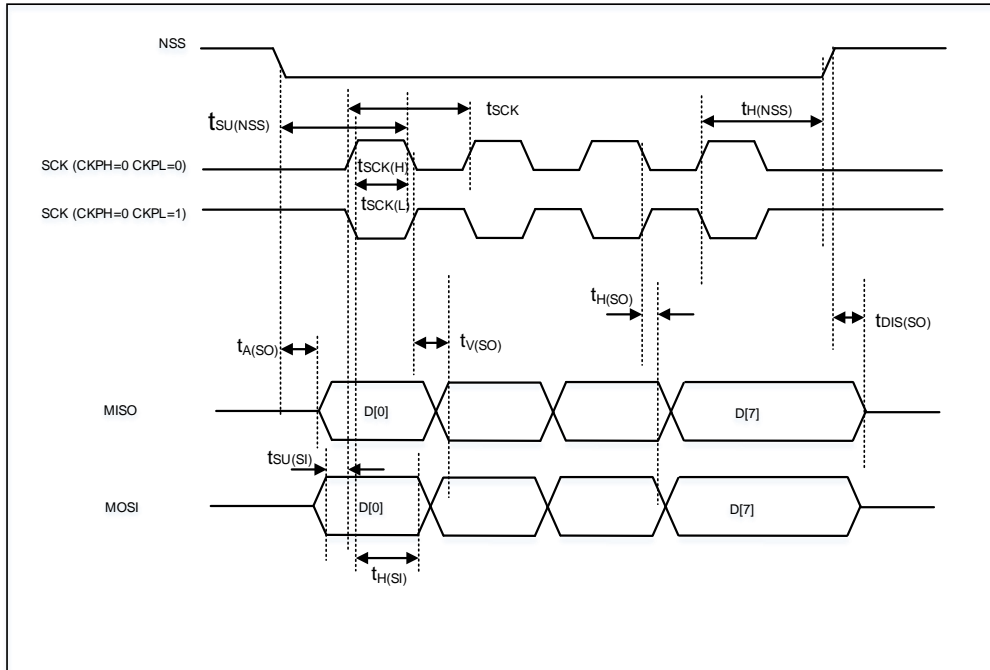 NSS
tSCK
tH(NSS)
tSU(NSS)
SCK (CKPH=0 CKPL=0)
tSCK(H)
tSCK(L)
SCK (CKPH=0 CKPL=1)
tH(SO)
tDIS(SO)
tV(SO)
tA(SO)
MISO
D[0]
D[7]
tSU(SI)
MOSI
D[0]
D[7]
tH(SI)